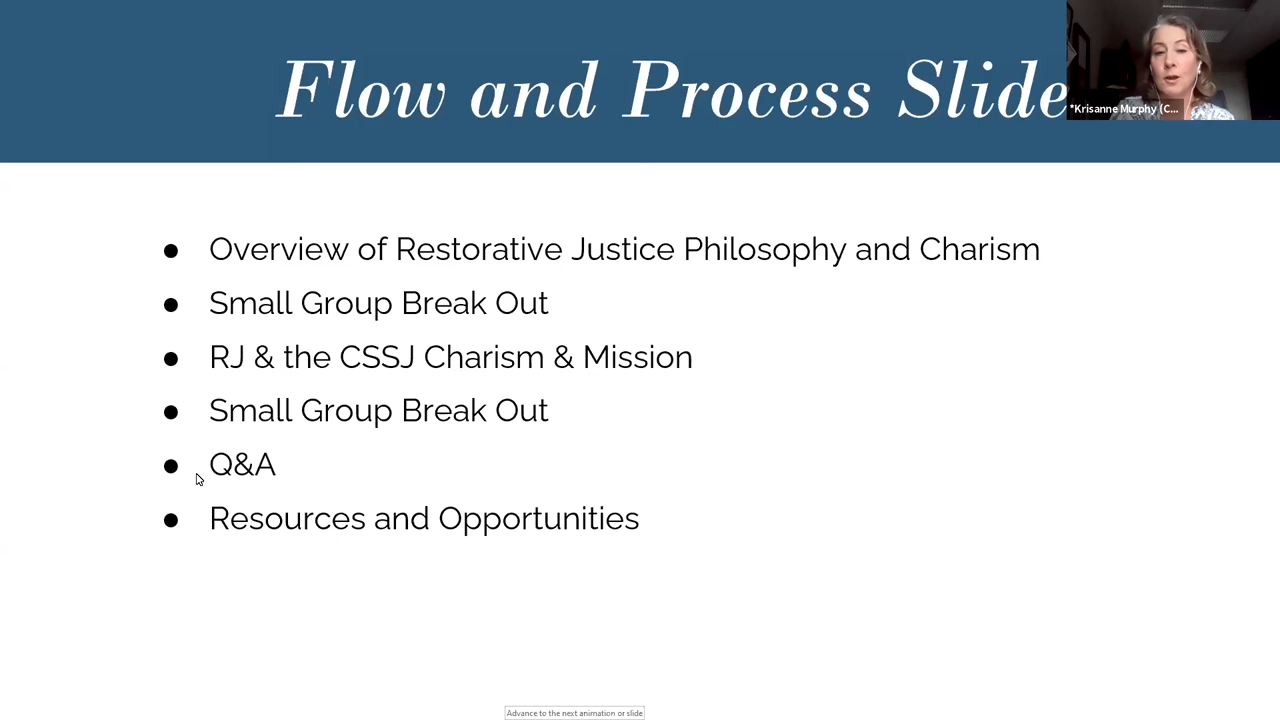 Flow and Process Slide
*Krisanne Murphy (C...
Overview of Restorative Justice Philosophy and Charism
Small Group Break Out
RJ & the CSSJ Charism & Mission
Small Group Break Out
Q&A
Resources and Opportunities
Advance to the next animation or slide